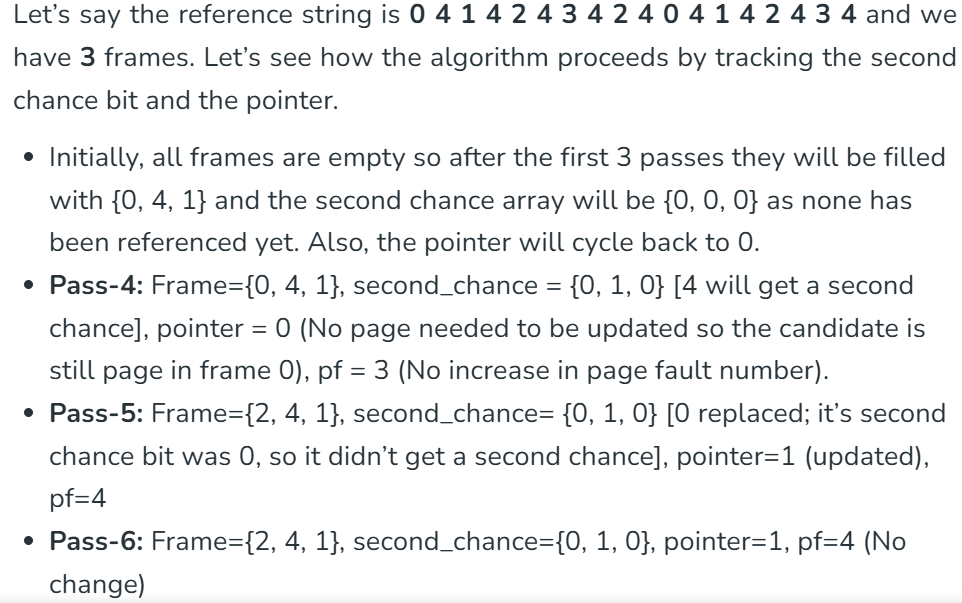 Let’s say the reference string is 0 4 1 4 2 4 3 4 2 4 0 4 1 4 2 4 3 4 and we
have 3 frames. Let’s see how the algorithm proceeds by tracking the second
chance bit and the pointer.
• Initially, all frames are empty so after the first 3 passes they will be filled
with {0, 4, 1} and the second chance array will be {0, 0, 0} as none has
been referenced yet. Also, the pointer will cycle back to 0.
• Pass-4: Frame={0, 4, 1}, second_chance = {0, 1, 0} [4 will get a second
chance], pointer = 0 (No page needed to be updated so the candidate is
still page in frame 0), pf = 3 (No increase in page fault number).
• Pass-5: Frame={2, 4, 1}, second_chance= {0, 1, 0} [0 replaced; it’s second
chance bit was 0, so it didn’t get a second chance], pointer=1 (updated),
pf=4
• Pass-6: Frame={2, 4, 1}, second_chance={0, 1, 0}, pointer=1, pf=4 (No
change)